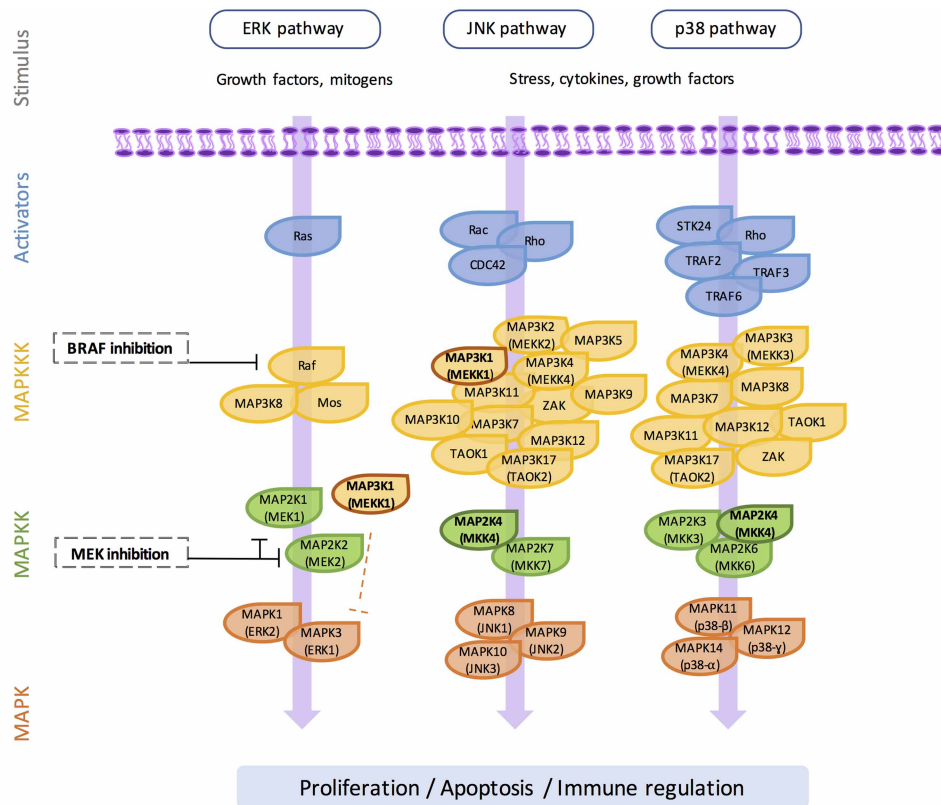 ERK pathway
JNK pathway
p38 pathway
Stimulus
Growth factors, mitogens
Stress, cytokines, growth factors
Activators
Ras
Rac
Rho
CDC42
STK24
Rho
TRAF2
TRAF3
TRAF6
MAPKKK
BRAF inhibition
Raf
MAP3K8
Mos
MAP3K2
(MEKK2)
MAP3K5
MAP3K1
(MEKK1)
MAP3K4
(MEKK4)
MAP3K11
ZAK
MAP3K9
MAP3K10
MAP3K7
MAP3K12
TAOK1
MAP3K17
(TAOK2)
MAP3K3
(MEKK3)
MAP3K4
(MEKK4)
MAP3K8
MAP3K7
TAOK1
MAP3K12
MAP3K11
ZAK
MAP3K17
(TAOK2)
MAPKK
MAP3K1
(MEKK1)
MAP2K1
(MEK1)
MEK inhibition
MAP2K2
(MEK2)
MAP2K4
(MKK4)
MAP2K7
(MKK7)
MAP2K3
(MKK3)
MAP2K4
(MKK4)
MAP2K6
(MKK6)
MAPK
MAPK1
(ERK2)
MAPK3
(ERK1)
MAPK8
(JNK1)
MAPK9
(JNK2)
MAPK10
(JNK3)
MAPK11
(p38-β)
MAPK12
(p38-γ)
MAPK14
(p38-α)
Proliferation / Apoptosis / Immune regulation